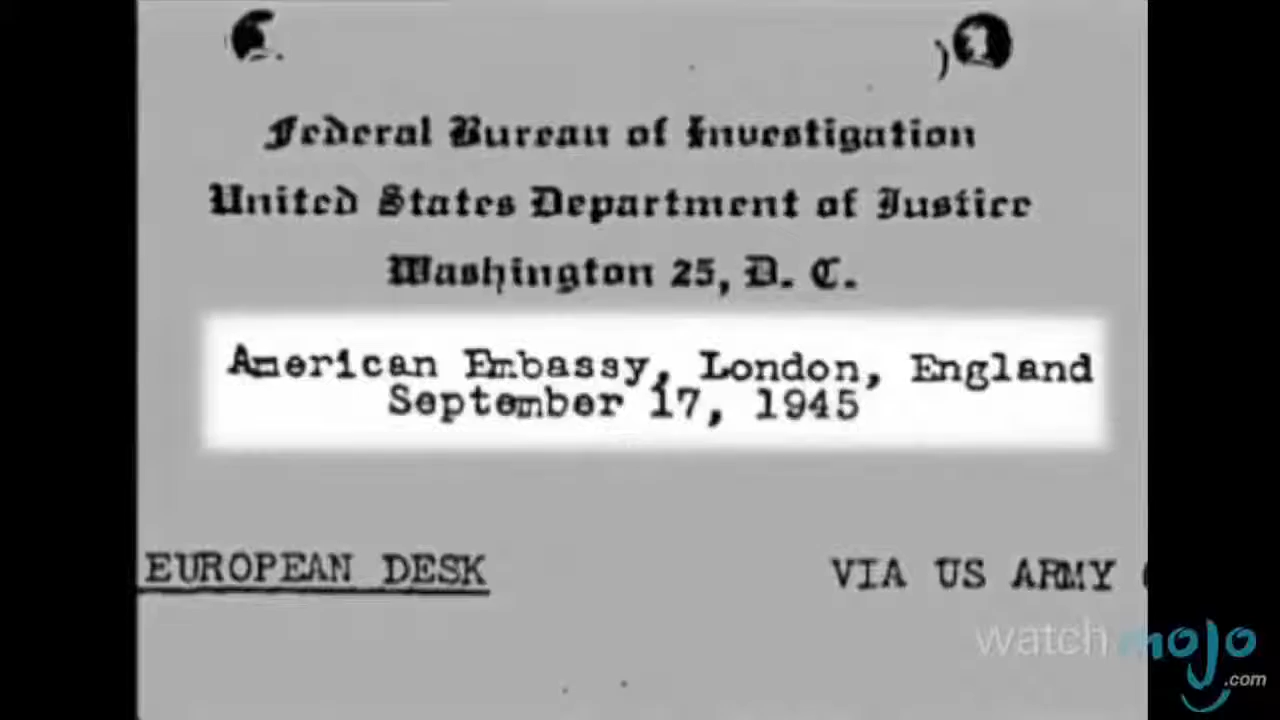 Federal Bureau of Investigation
United States Department of Justice
Washington 25, D. C.
American Embassy, London, England
September 17, 1945
EUROPEAN DESK
VIA US ARMY
watchmojo
.com